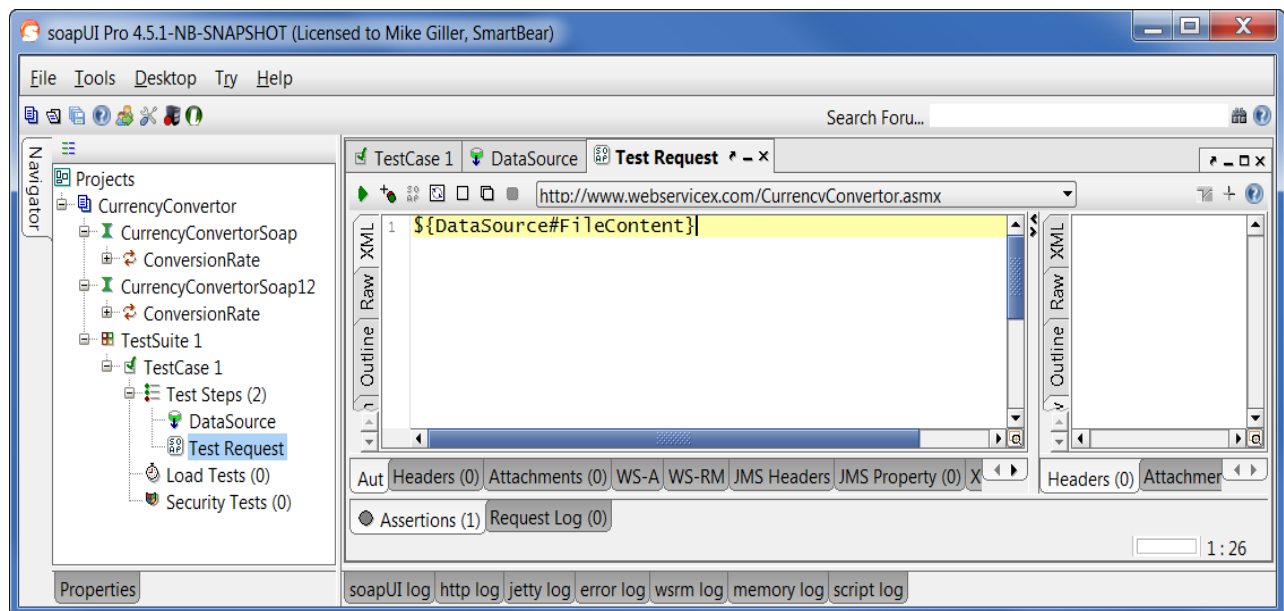 soapUI Pro 4.5.1-NB-SNAPSHOT (Licensed to Mike Giller, SmartBear)
File Tools Desktop Try Help
Search Foru...
Navigator
Projects
CurrencyConvertor
CurrencyConvertorSoap
ConversionRate
CurrencyConvertorSoap12
ConversionRate
TestSuite 1
TestCase 1
Test Steps (2)
DataSource
Test Request
Load Tests (0)
Security Tests (0)
Properties
TestCase 1 DataSource Test Request
http://www.webservicex.com/CurrencyConvertor.asmx
XML
Raw
Outline
1 ${DataSource#FileContent}
XML
Raw
Outline
Aut Headers (0) Attachments (0) WS-A WS-RM JMS Headers JMS Property (0) X
Headers (0) Attachmer
Assertions (1) Request Log (0)
1 : 26
soapUI log http log jetty log error log wsrm log memory log script log